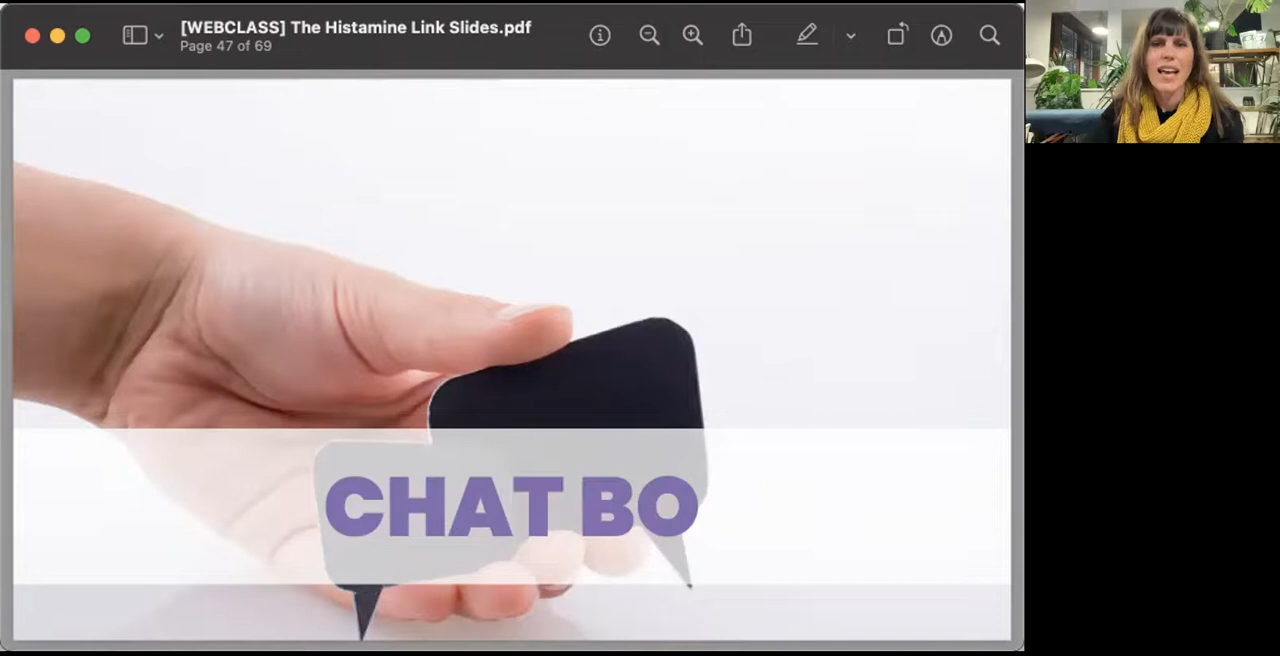 [WEBCLASS] The Histamine Link Slides.pdf
Page 47 of 69
CHAT BO